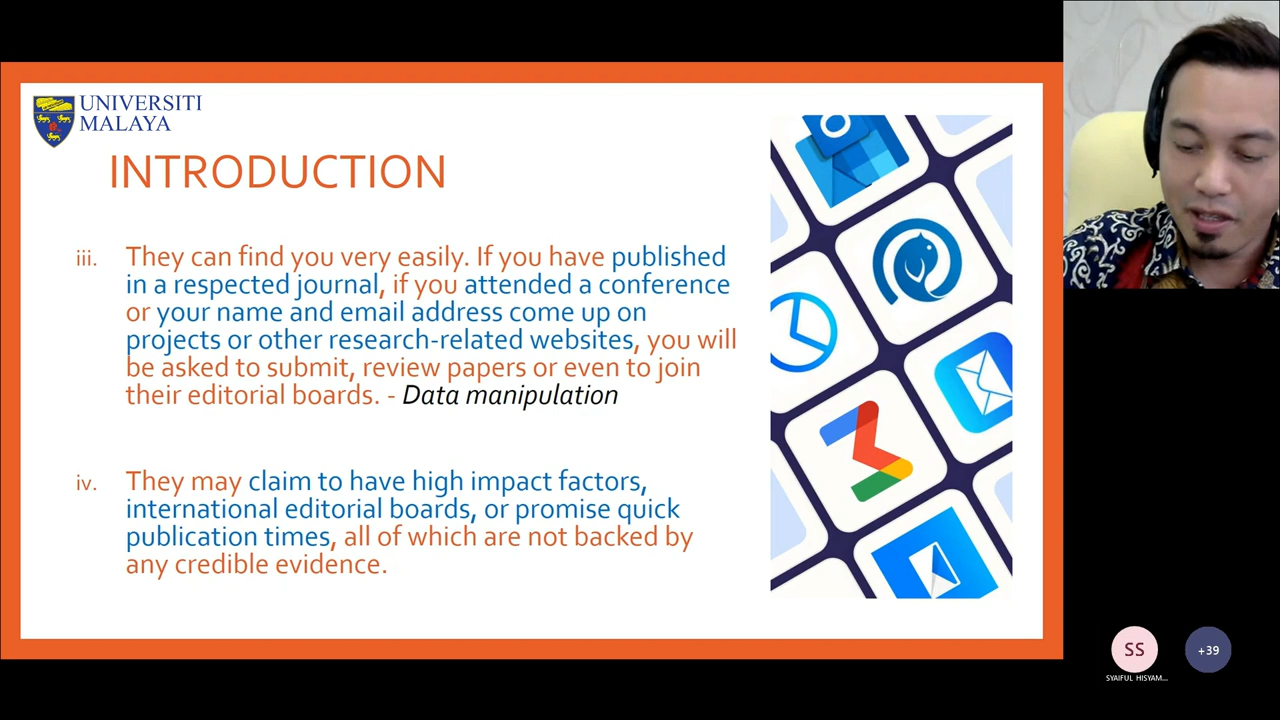 UNIVERSITI
MALAYA
INTRODUCTION
iii. They can find you very easily. If you have published
in a respected journal, if you attended a conference
or your name and email address come up on
projects or other research-related websites, you will
be asked to submit, review papers or even to join
their editorial boards. - Data manipulation
iv. They may claim to have high impact factors,
international editorial boards, or promise quick
publication times, all of which are not backed by
any credible evidence.
SS
+39
SYAIFUL HISYAM...